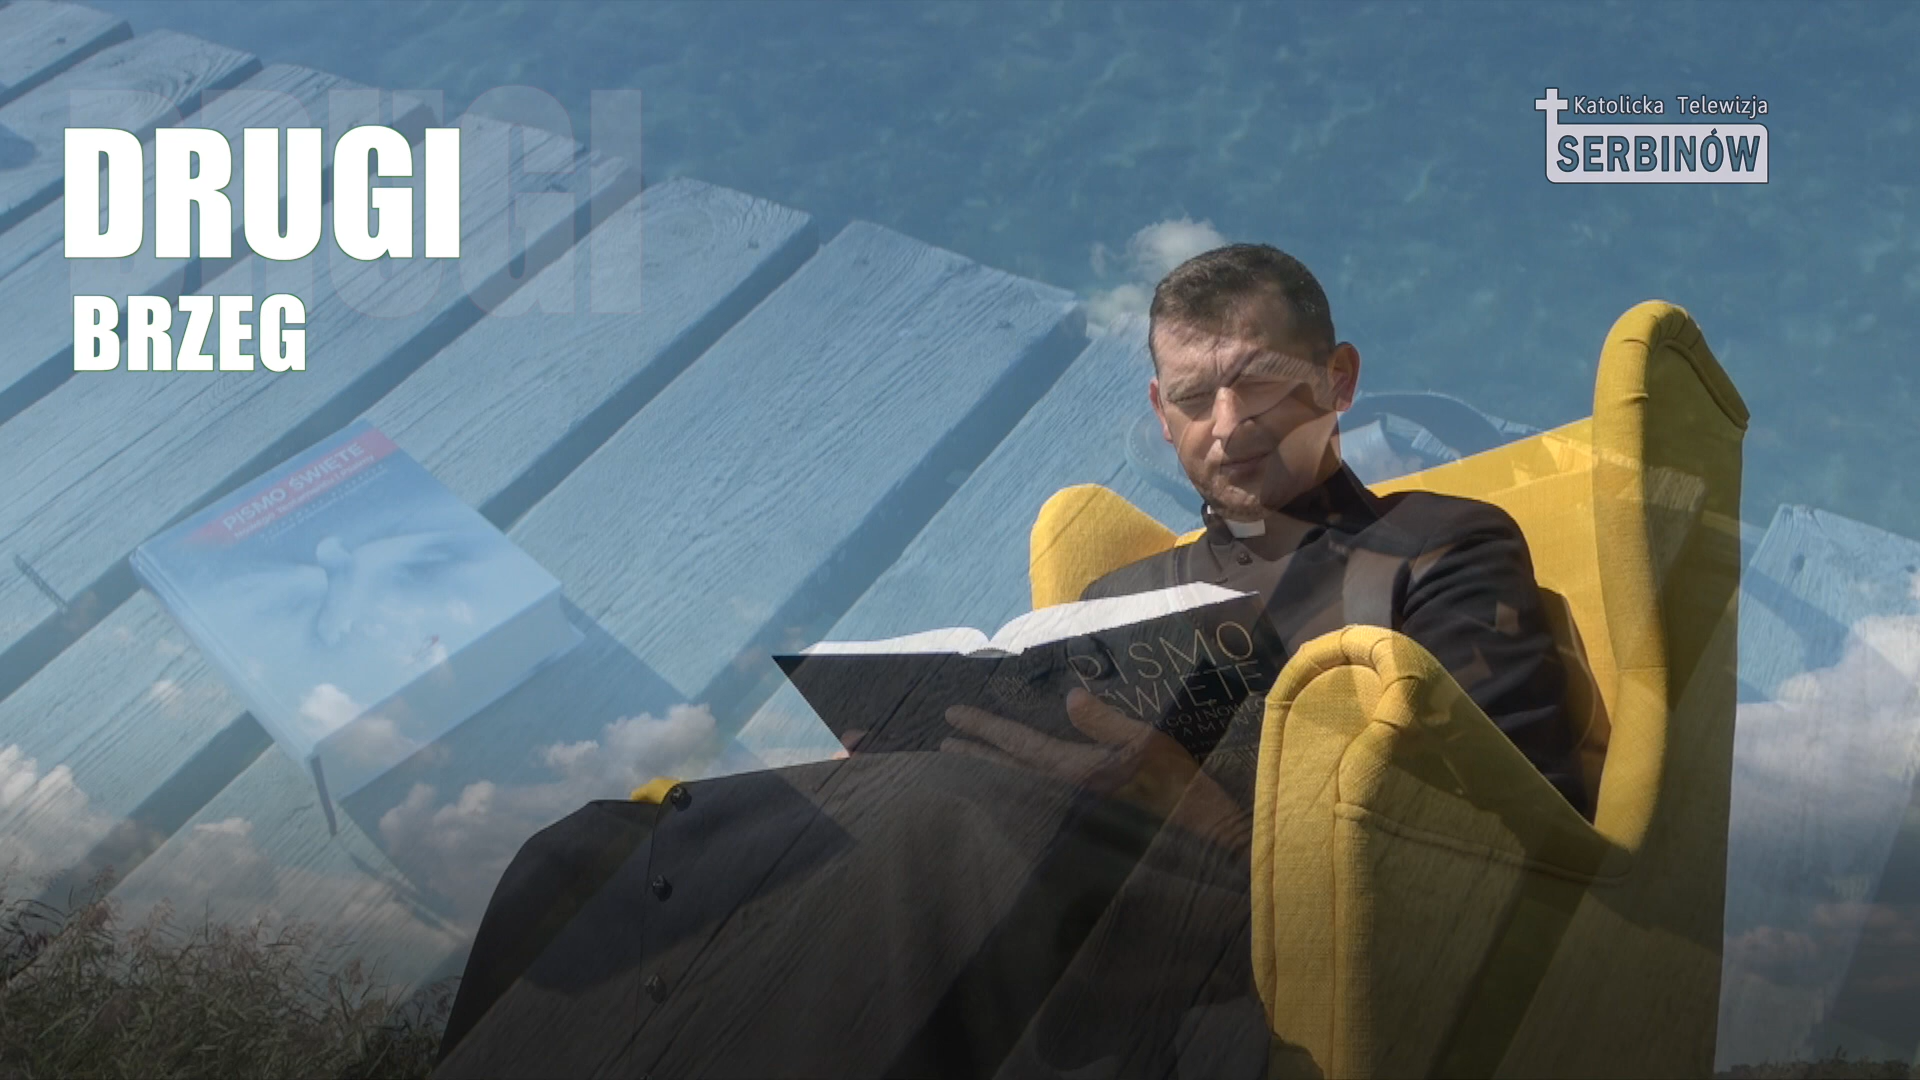 DRUGI
BRZEG
Katolicka Telewizja
SERBINÓW
PISMO ŚWIĘTE
PISMO
ŚWIĘTE